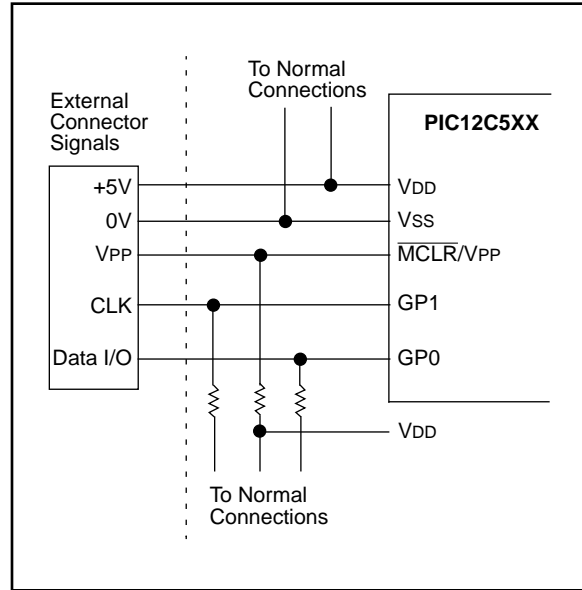 To Normal
Connections
External
Connector
Signals
PIC12C5XX
+5V
VDD
0V
VSS
VPP
MCLR/VPP
CLK
GP1
Data I/O
GP0
VDD
To Normal
Connections